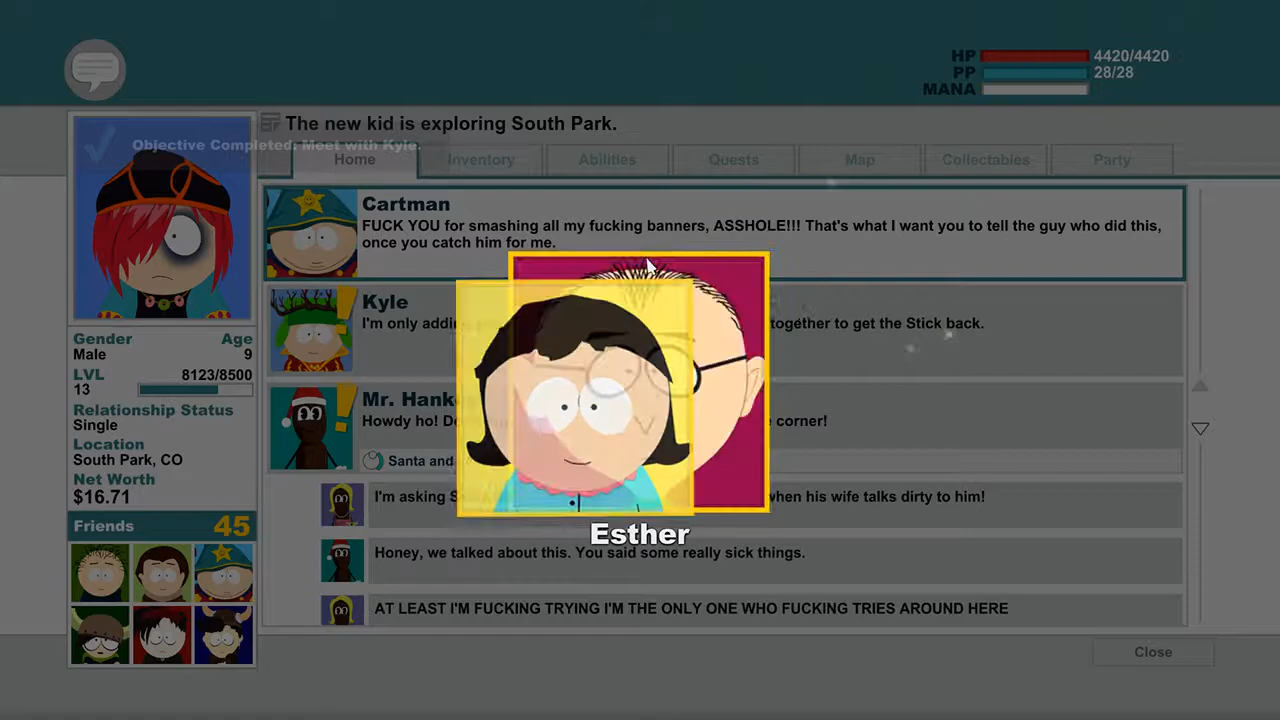 HP 4420/4420
PP 28/28
MANA
The new kid is exploring South Park.
Objective Completed: Meet with Kyle.
Home Inventory Abilities Quests Map Collectables Party
Cartman
FUCK YOU for smashing all my fucking banners, ASSHOLE!!! That's what I want you to tell the guy who did this,
once you catch him for me.
Kyle
I'm only together to get the Stick back.
Mr.
Howdy ho! corner!
Santa and
I'm asking when his wife talks dirty to him!
Honey, we talked about this. You said some really sick things.
AT LEAST I'M FUCKING TRYING I'M THE ONLY ONE WHO FUCKING TRIES AROUND HERE
Esther
Gender Age
Male 9
LVL 8123/8500
13
Relationship Status
Single
Location
South Park, CO
Net Worth
$16.71
Friends 45
Close